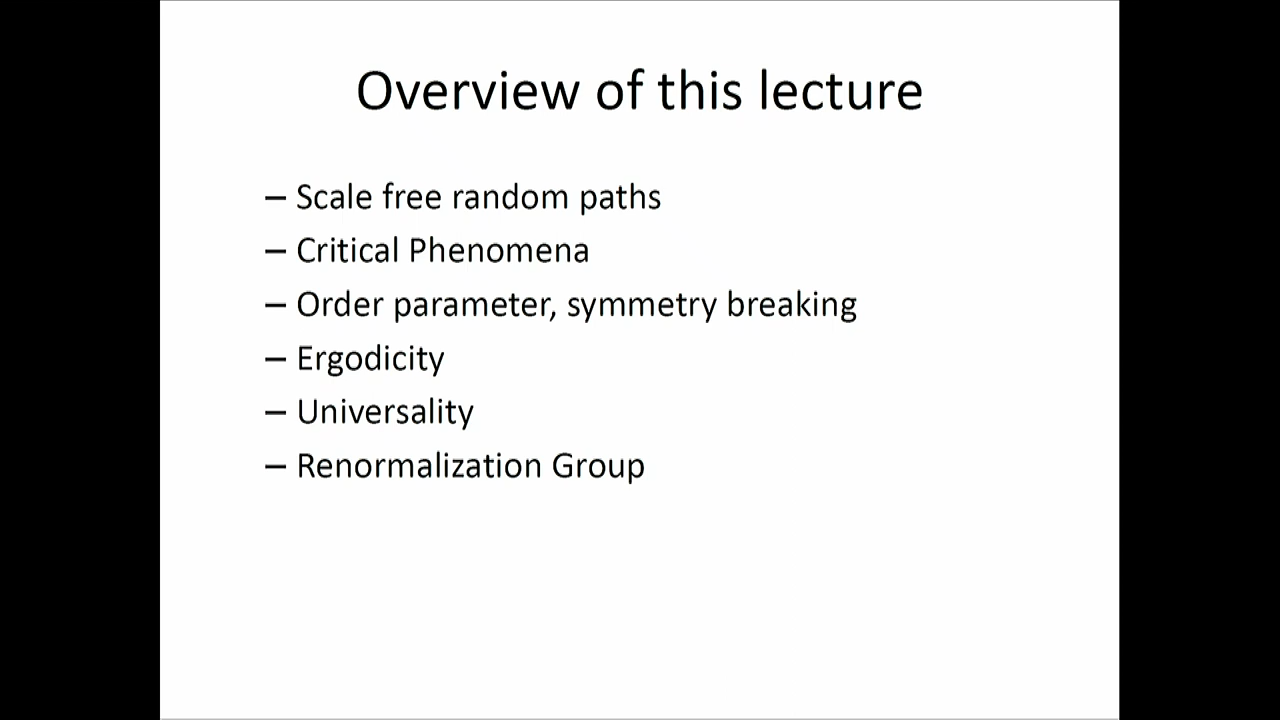 Overview of this lecture
– Scale free random paths
– Critical Phenomena
– Order parameter, symmetry breaking
– Ergodicity
– Universality
– Renormalization Group